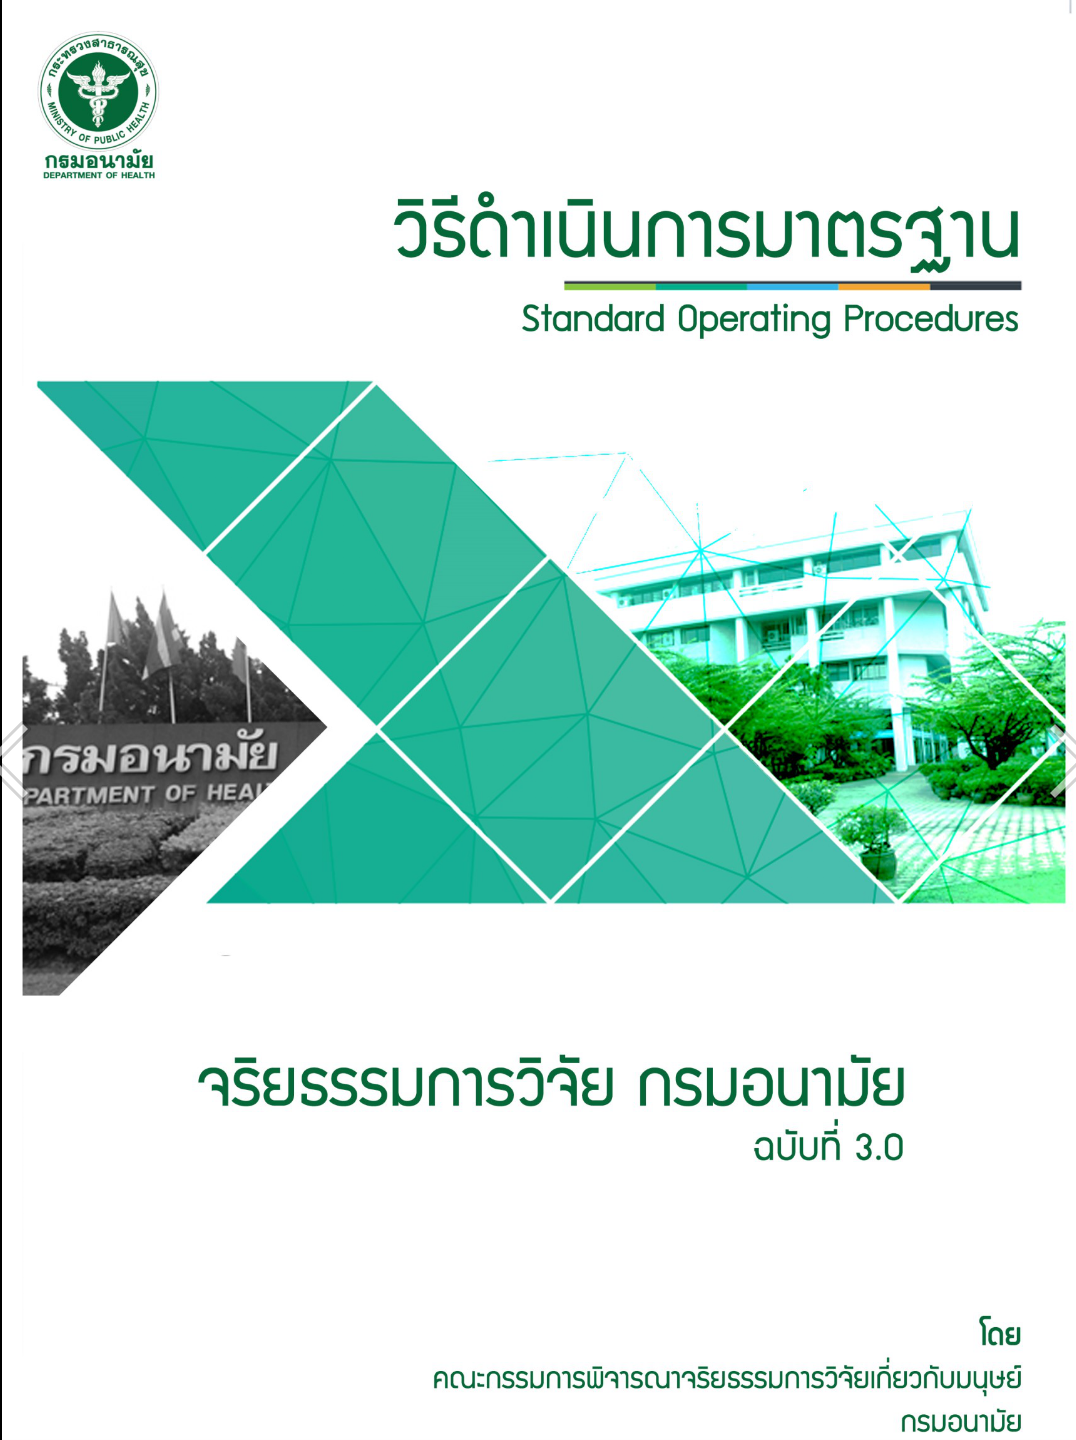 กระทรวงสาธารณสุข
MINISTRY OF PUBLIC HEALTH
กรมอนามัย
DEPARTMENT OF HEALTH
วิธีดำเนินการมาตรฐาน
Standard Operating Procedures
กรมอนามัย
PARTMENT OF HEAL
จริยธรรมการวิจัย กรมอนามัย
ฉบับที่ 3.0
โดย
คณะกรรมการพิจารณาจริยธรรมการวิจัยเกี่ยวกับมนุษย์
กรมอนามัย